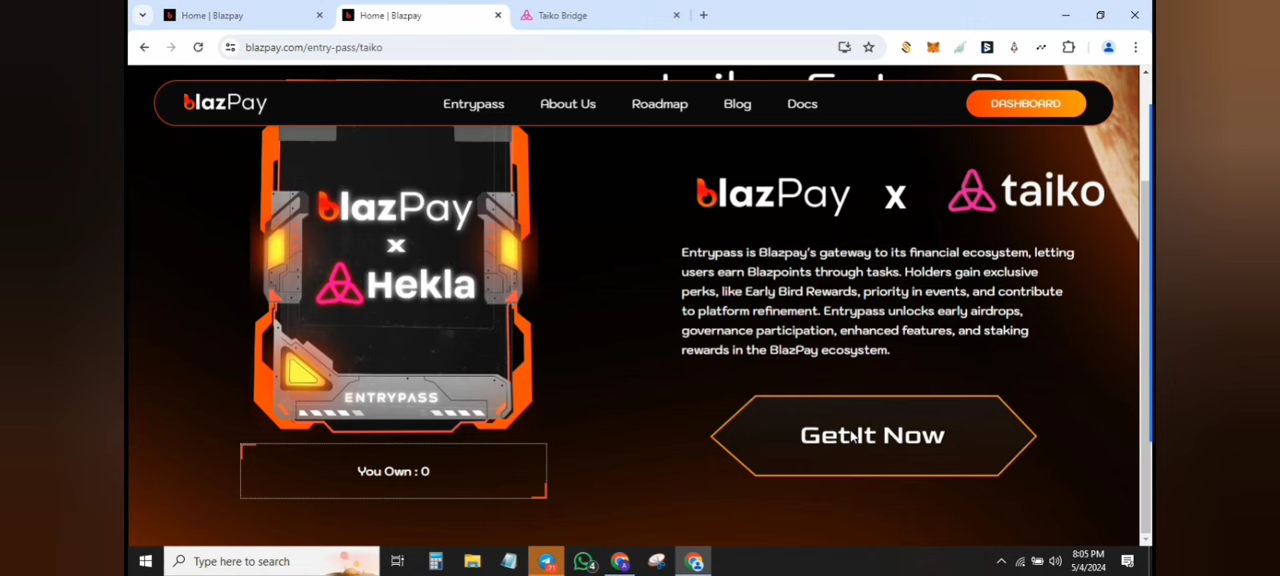 Home | Blazpay
Home | Blazpay
Taiko Bridge
blazpay.com/entry-pass/taiko
blazPay
Entrypass
About Us
Roadmap
Blog
Docs
DASHBOARD
blazPay
x
Hekla
ENTRYPASS
You Own : 0
blazPay x taiko
Entrypass is Blazpay's gateway to its financial ecosystem, letting
users earn Blazpoints through tasks. Holders gain exclusive
perks, like Early Bird Rewards, priority in events, and contribute
to platform refinement. Entrypass unlocks early airdrops,
governance participation, enhanced features, and staking
rewards in the BlazPay ecosystem.
Get It Now
Type here to search
4
8:05 PM
5/4/2024